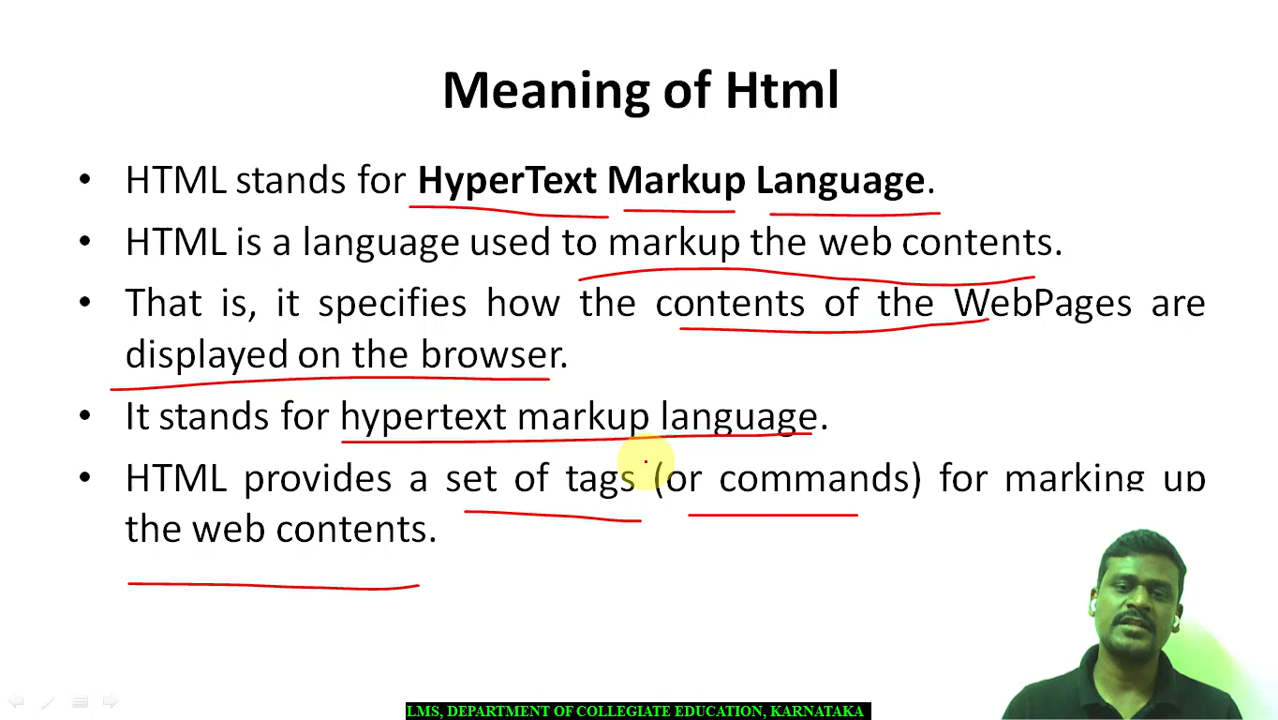 Meaning of Html
• HTML stands for HyperText Markup Language.
• HTML is a language used to markup the web contents.
• That is, it specifies how the contents of the WebPages are
displayed on the browser.
• It stands for hypertext markup language.
• HTML provides a set of tags (or commands) for marking up
the web contents.
LMS, DEPARTMENT OF COLLEGIATE EDUCATION, KARNATAKA